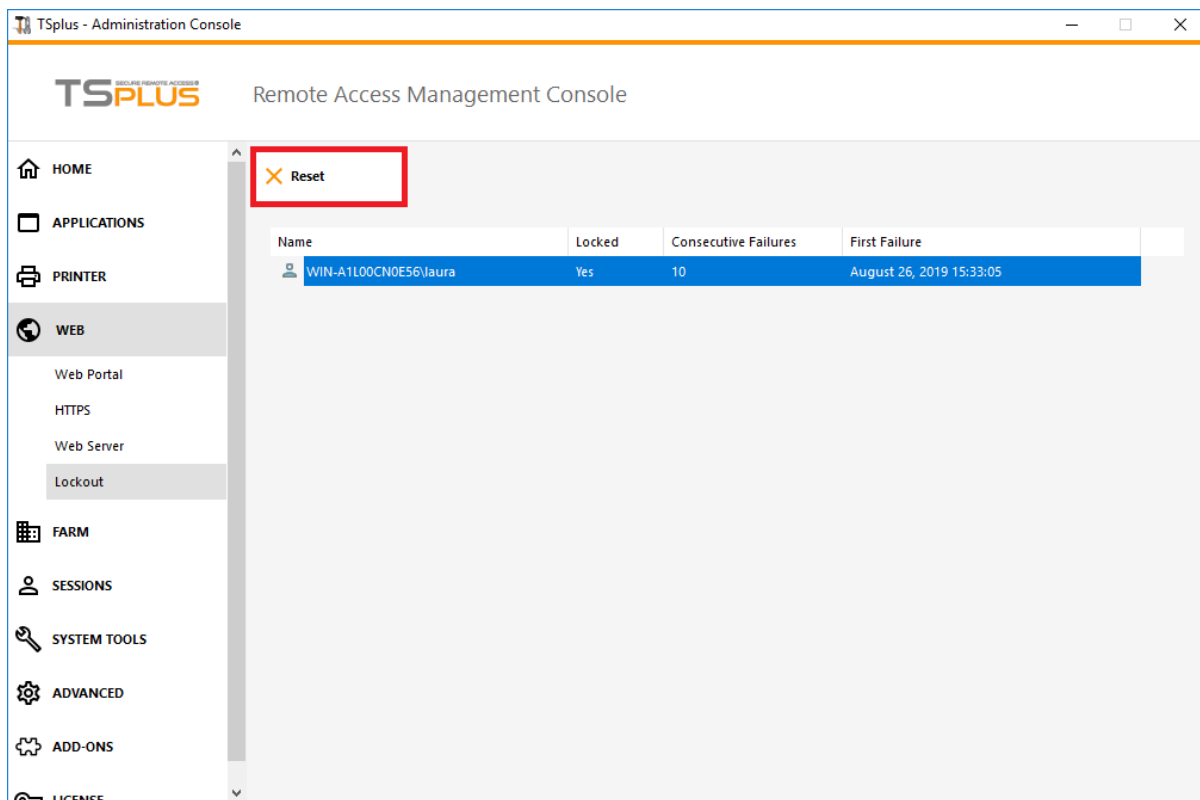 TSplus - Administration Console
TSPLUS SECURE REMOTE ACCESS®
Remote Access Management Console
HOME
APPLICATIONS
PRINTER
WEB
Web Portal
HTTPS
Web Server
Lockout
FARM
SESSIONS
SYSTEM TOOLS
ADVANCED
ADD-ONS
LICENSE
Reset
Name Locked Consecutive Failures First Failure
WIN-A1L00CN0E56\laura Yes 10 August 26, 2019 15:33:05